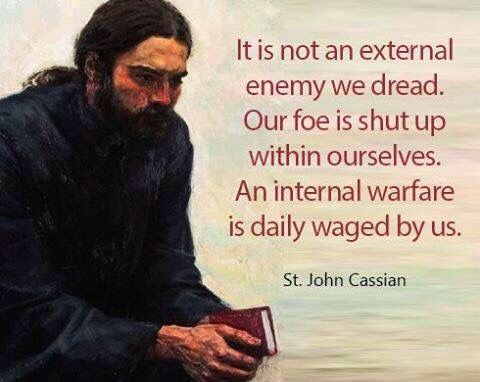 It is not an external
enemy we dread.
Our foe is shut up
within ourselves.
An internal warfare
is daily waged by us.
St. John Cassian